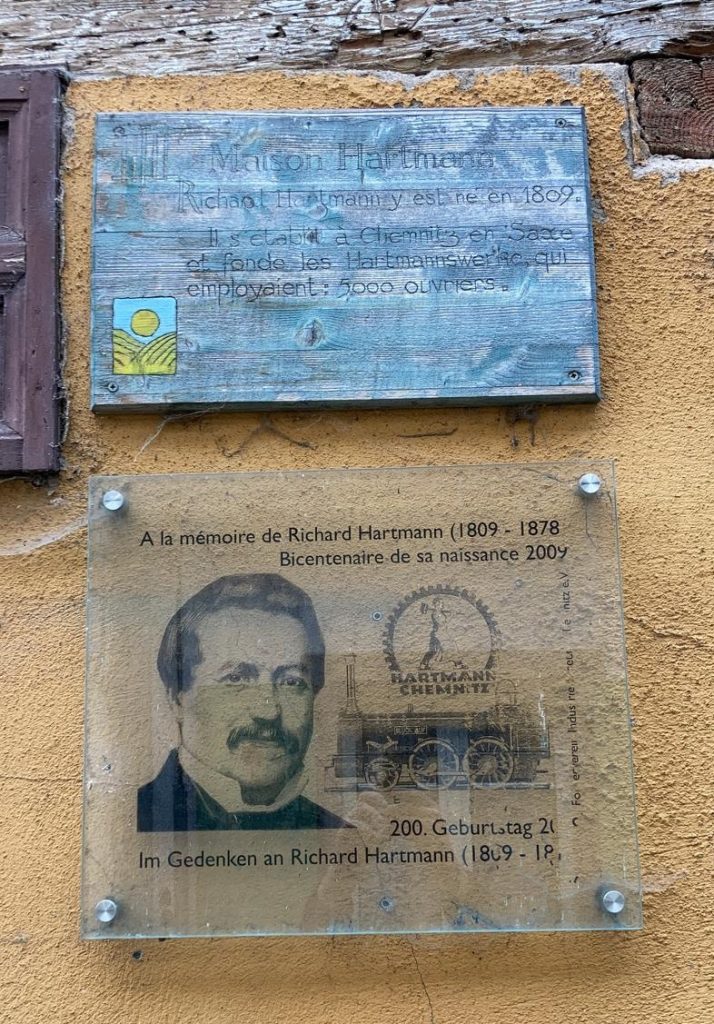 Maison Hartmann
Richard Hartmann y est né en 1809.
Il s'établit à Chemnitz en Saxe
et fonde les Hartmannswerke, qui
employaient : 5000 ouvriers.
A la mémoire de Richard Hartmann (1809 - 1878
Bicentenaire de sa naissance 2009
HARTMANN
CHEMNITZ
200. Geburtstag 20
Im Gedenken an Richard Hartmann (1809 - 18